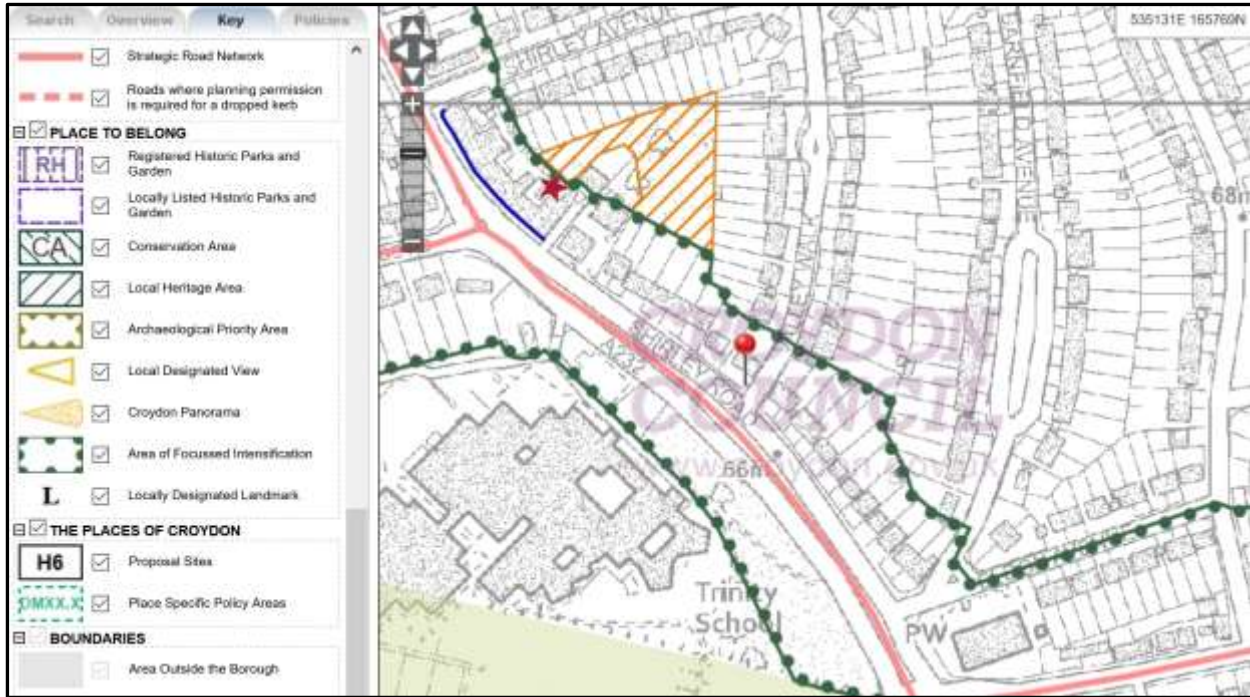 Search Overview Key Policies
Strategic Road Network
Roads where planning permission
is required for a dropped kerb
PLACE TO BELONG
RH
Registered Historic Parks and
Garden
Locally Listed Historic Parks and
Garden
CA
Conservation Area
Local Heritage Area
Archaeological Priority Area
Local Designated View
Croydon Panorama
Area of Focussed Intensification
L
Locally Designated Landmark
THE PLACES OF CROYDON
H6
Proposal Sites
DMXX.X
Place Specific Policy Areas
BOUNDARIES
Area Outside the Borough
535131E 165769N
SHIRLEY AVENUE
68m
CROYDON
COUNCIL
A232
SHIRLEY ROAD
56m
Trinity
School
PW